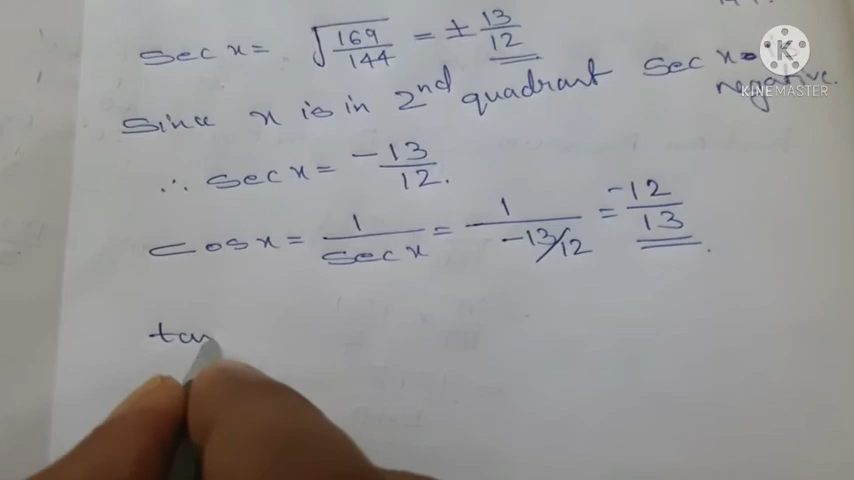 sec x = √169/144 = ± 13/12
Since x is in 2nd quadrant sec x negative.
∴ sec x = -13/12.
cos x = 1/sec x = 1/-13/12 = -12/13.
tan
K
KINEMASTER